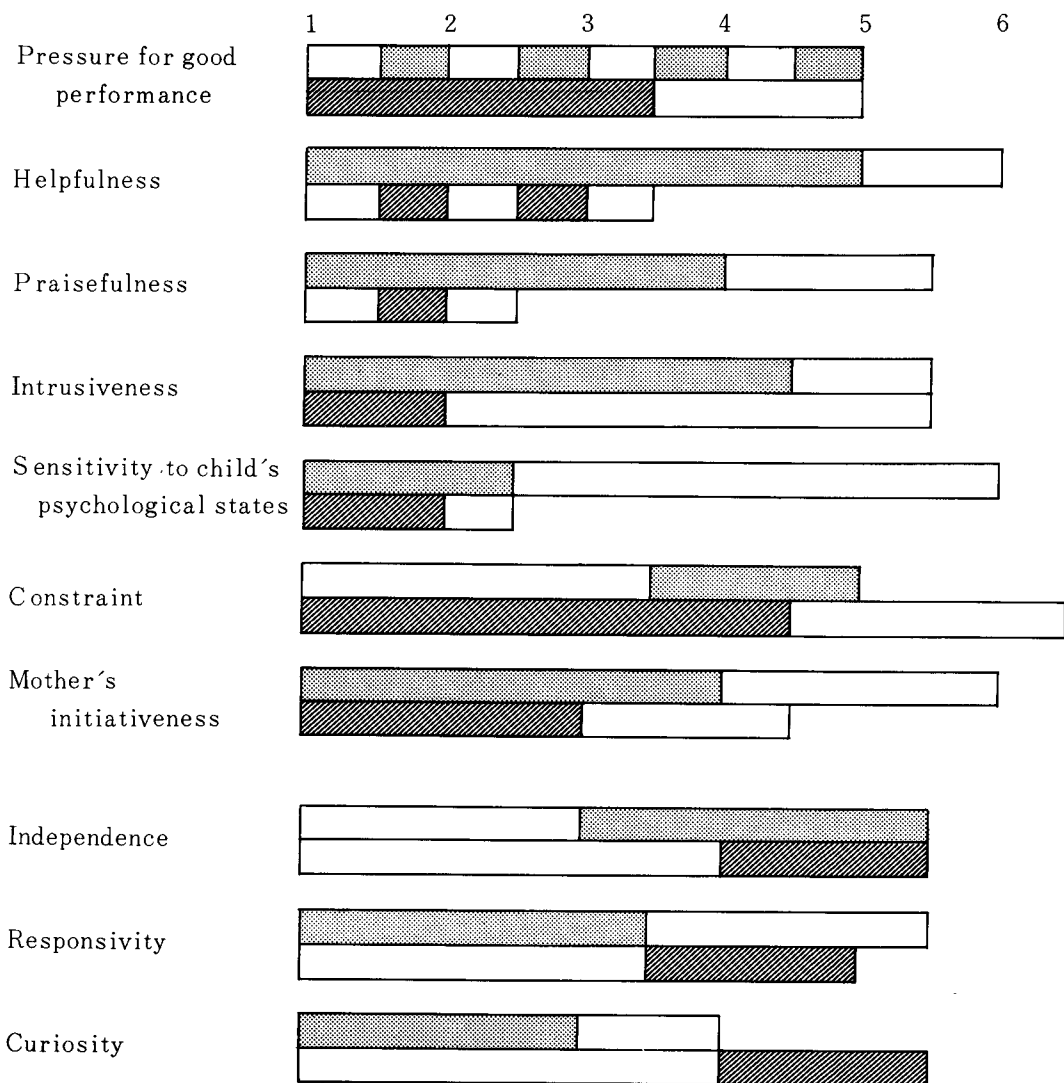 1 2 3 4 5 6
Pressure for good
performance
Helpfulness
Praisefulness
Intrusiveness
Sensitivity to child's
psychological states
Constraint
Mother's
initiativeness
Independence
Responsivity
Curiosity